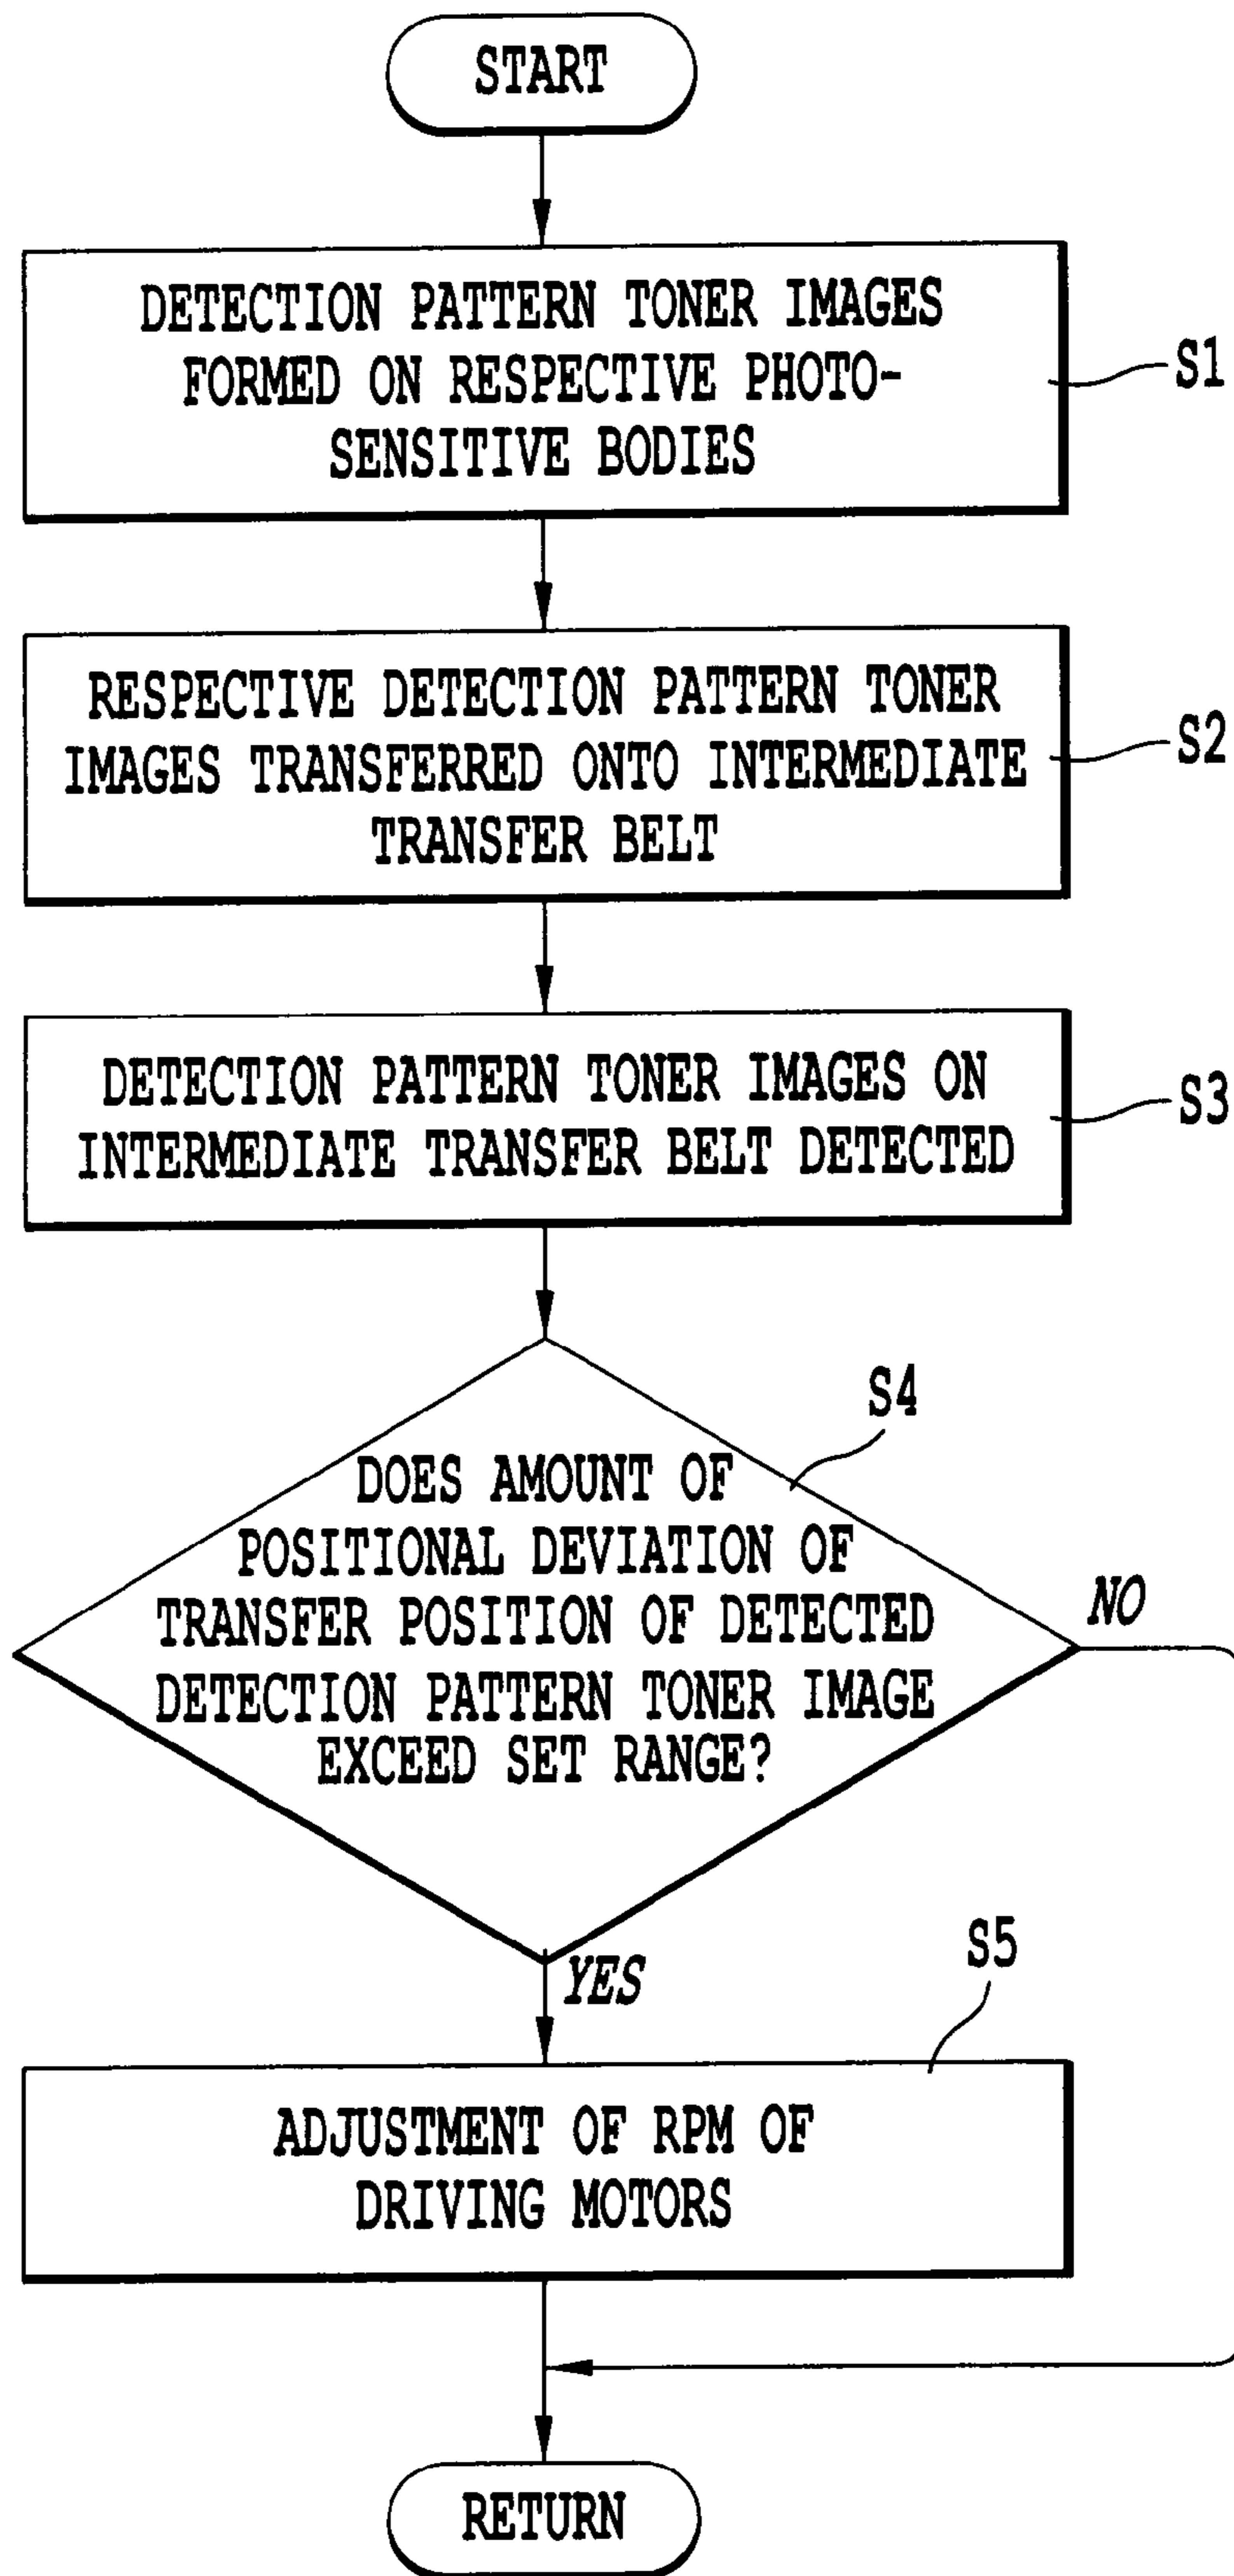 START
DETECTION PATTERN TONER IMAGES
FORMED ON RESPECTIVE PHOTO-
SENSITIVE BODIES
S1
RESPECTIVE DETECTION PATTERN TONER
IMAGES TRANSFERRED ONTO INTERMEDIATE
TRANSFER BELT
S2
DETECTION PATTERN TONER IMAGES ON
INTERMEDIATE TRANSFER BELT DETECTED
S3
S4
DOES AMOUNT OF
POSITIONAL DEVIATION OF
TRANSFER POSITION OF DETECTED
DETECTION PATTERN TONER IMAGE
EXCEED SET RANGE?
NO
YES
S5
ADJUSTMENT OF RPM OF
DRIVING MOTORS
RETURN